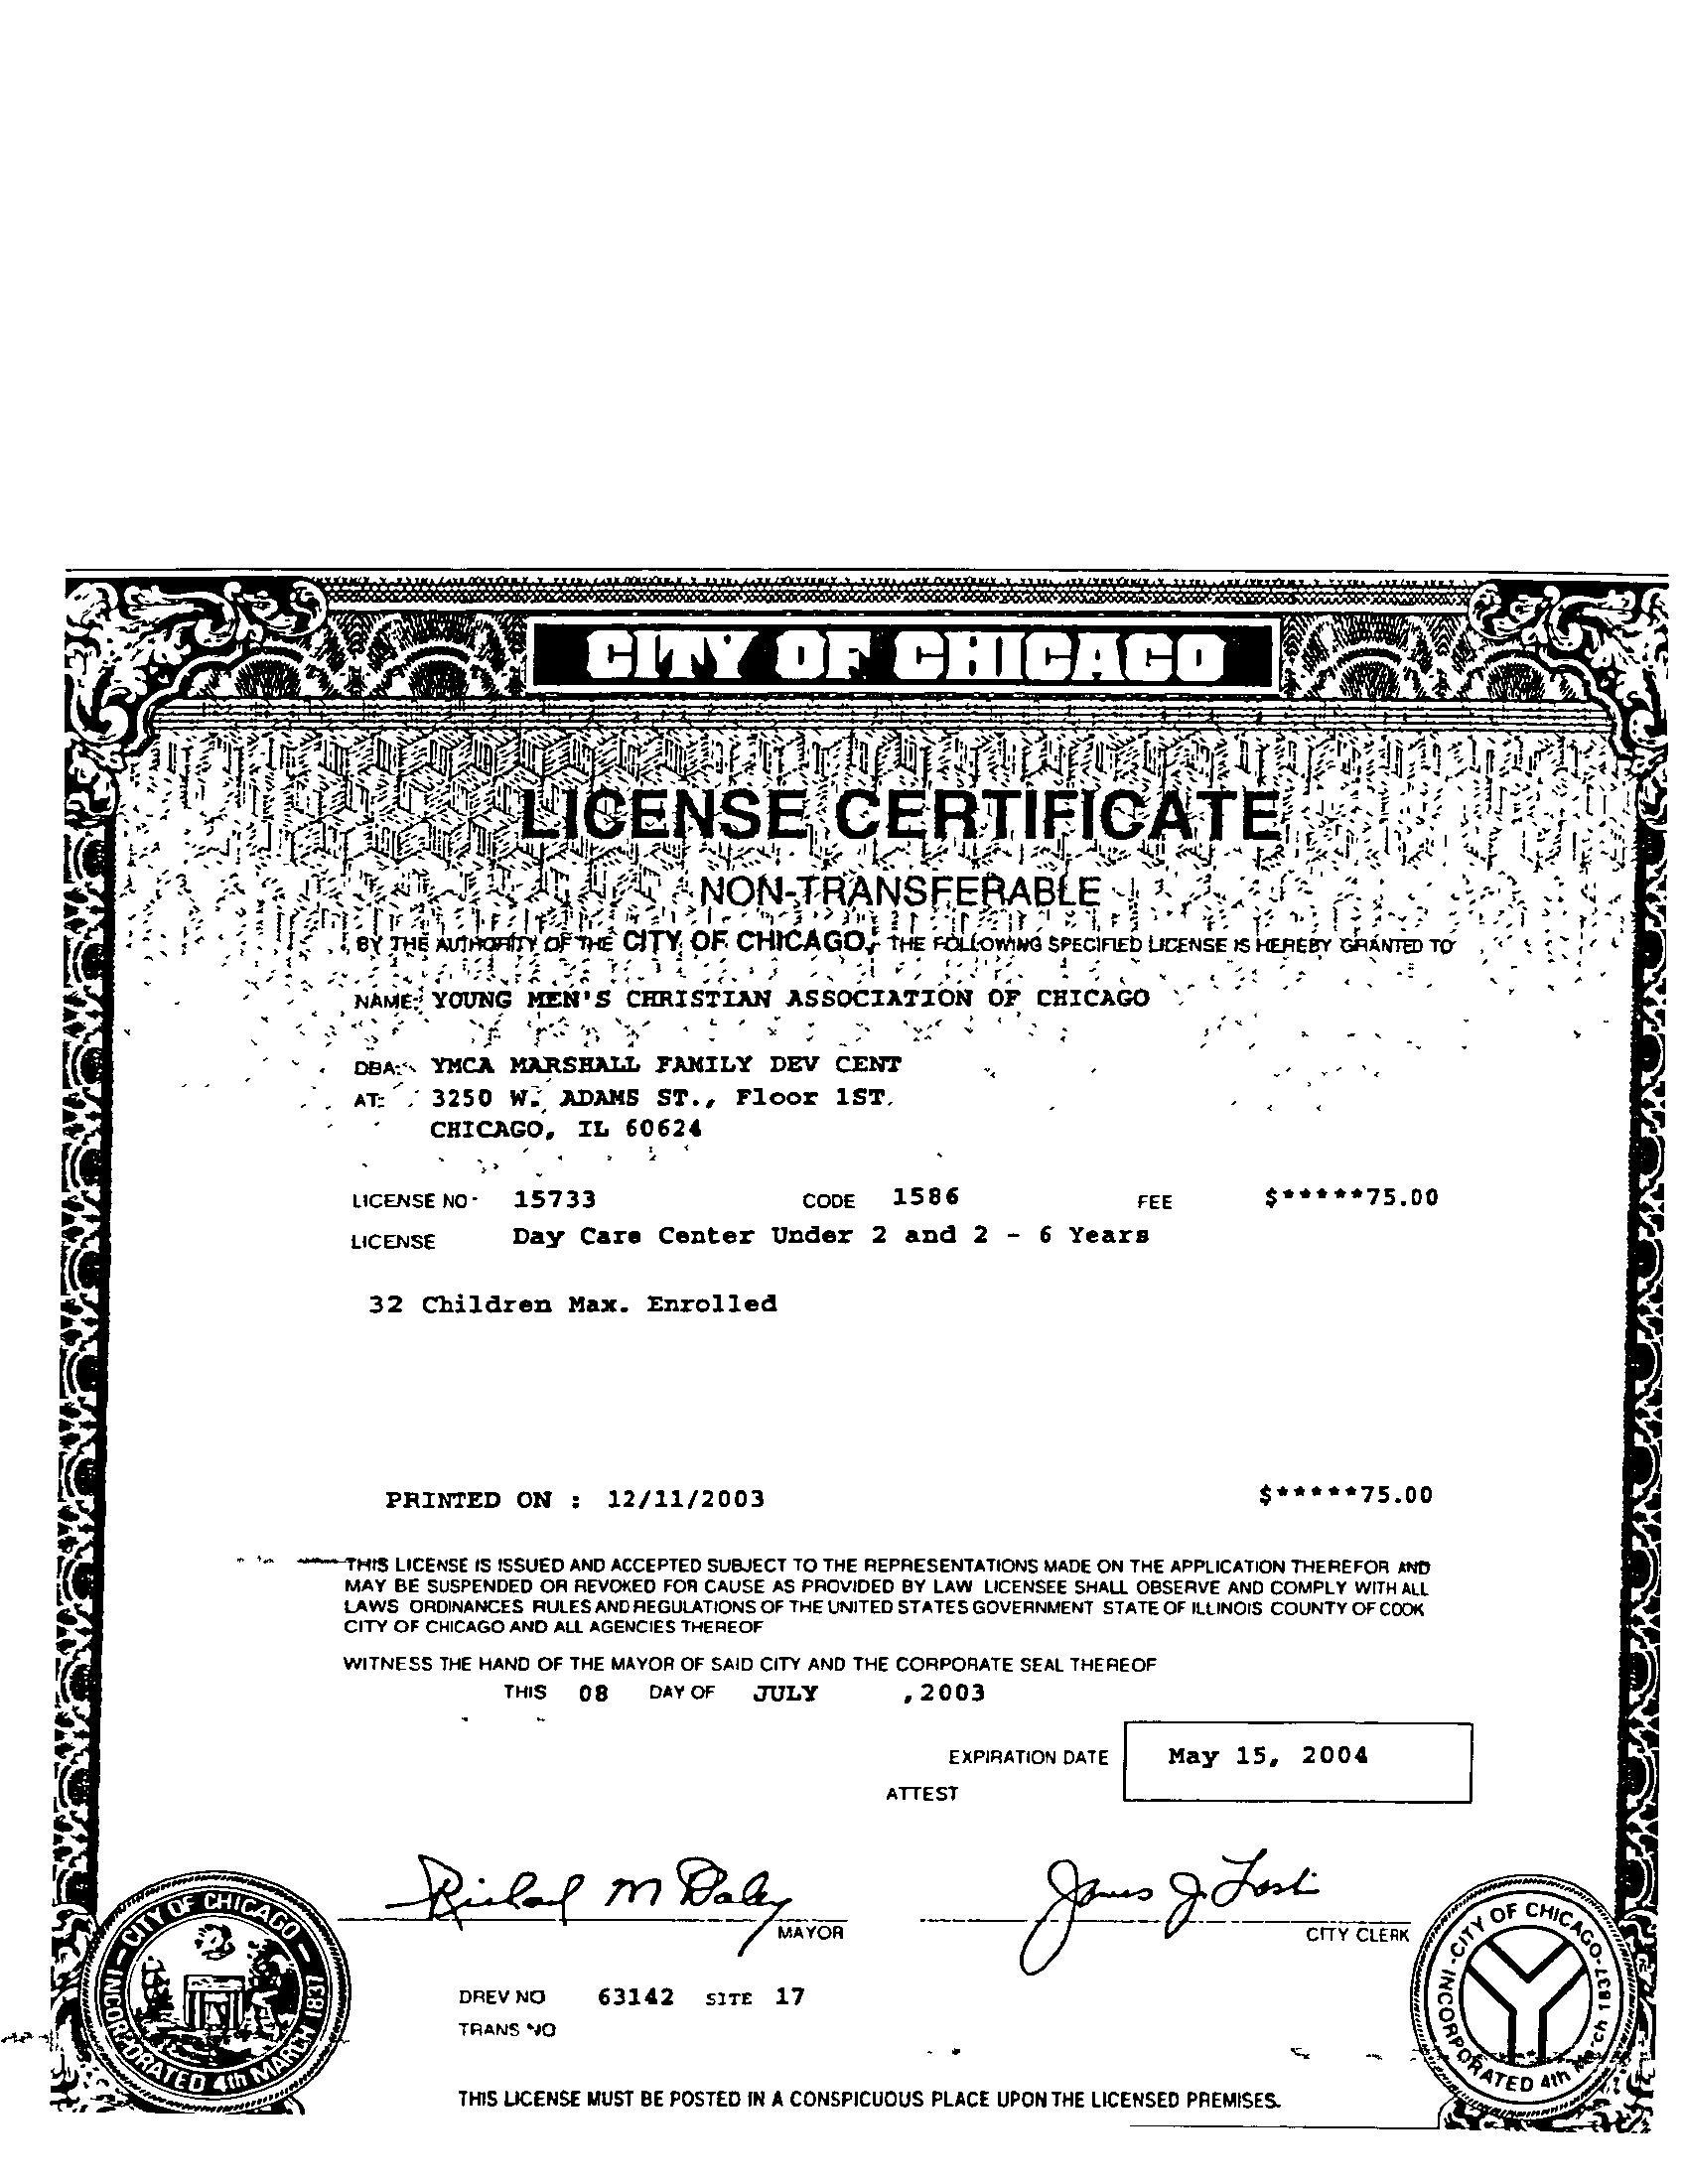 CITY OF CHICAGO
LICENSE CERTIFICATE
NON-TRANSFERABLE
BY THE AUTHORITY OF THE CITY OF CHICAGO, THE FOLLOWING SPECIFIED LICENSE IS HEREBY GRANTED TO
NAME: YOUNG MEN'S CHRISTIAN ASSOCIATION OF CHICAGO
DBA: YMCA MARSHALL FAMILY DEV CENT
AT: 3250 W. ADAMS ST., Floor 1ST.
CHICAGO, IL 60624
LICENSE NO. 15733 CODE 1586 FEE $******75.00
LICENSE Day Care Center Under 2 and 2 - 6 Years
32 Children Max. Enrolled
PRINTED ON : 12/11/2003 $*****75.00
THIS LICENSE IS ISSUED AND ACCEPTED SUBJECT TO THE REPRESENTATIONS MADE ON THE APPLICATION THEREFOR AND
MAY BE SUSPENDED OR REVOKED FOR CAUSE AS PROVIDED BY LAW LICENSEE SHALL OBSERVE AND COMPLY WITH ALL
LAWS ORDINANCES RULES AND REGULATIONS OF THE UNITED STATES GOVERNMENT STATE OF ILLINOIS COUNTY OF COOK
CITY OF CHICAGO AND ALL AGENCIES THEREOF
WITNESS THE HAND OF THE MAYOR OF SAID CITY AND THE CORPORATE SEAL THEREOF
THIS 08 DAY OF JULY , 2003
EXPIRATION DATE May 15, 2004
ATTEST
Richard M Daley James J. Laski
MAYOR CITY CLERK
CITY OF CHICAGO - INCORPORATED 4th MARCH 1837
CITY OF CHICAGO - INCORPORATED 4th March 1837
DREV NO 63142 SITE 17
TRANS NO
THIS LICENSE MUST BE POSTED IN A CONSPICUOUS PLACE UPON THE LICENSED PREMISES.